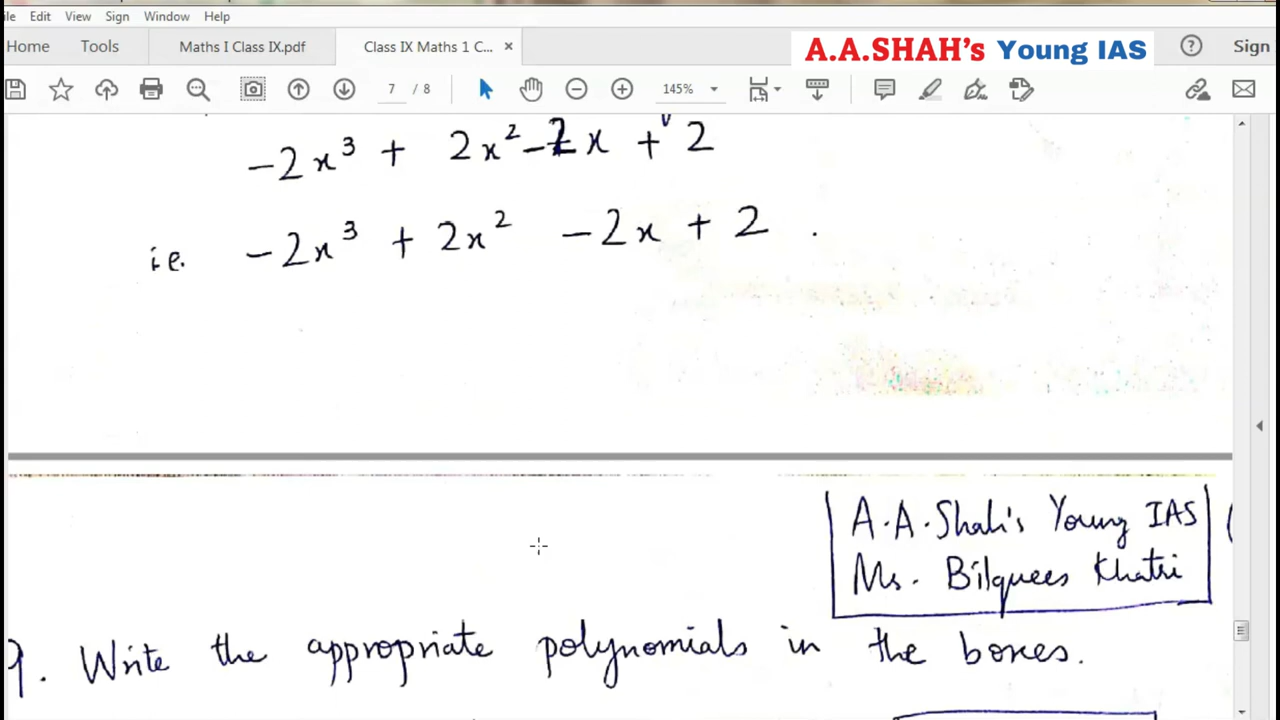 ile Edit View Sign Window Help
Home Tools Maths I Class IX.pdf Class IX Maths 1 C... × A.A.SHAH's Young IAS ? Sign
7 / 8 145%
-2x³ + 2x² -2x + 2
i.e. -2x³ + 2x² - 2x + 2 .
A.A.Shah's Young IAS
Ms. Bilquees Khatri
9. Write the appropriate polynomials in the boxes.